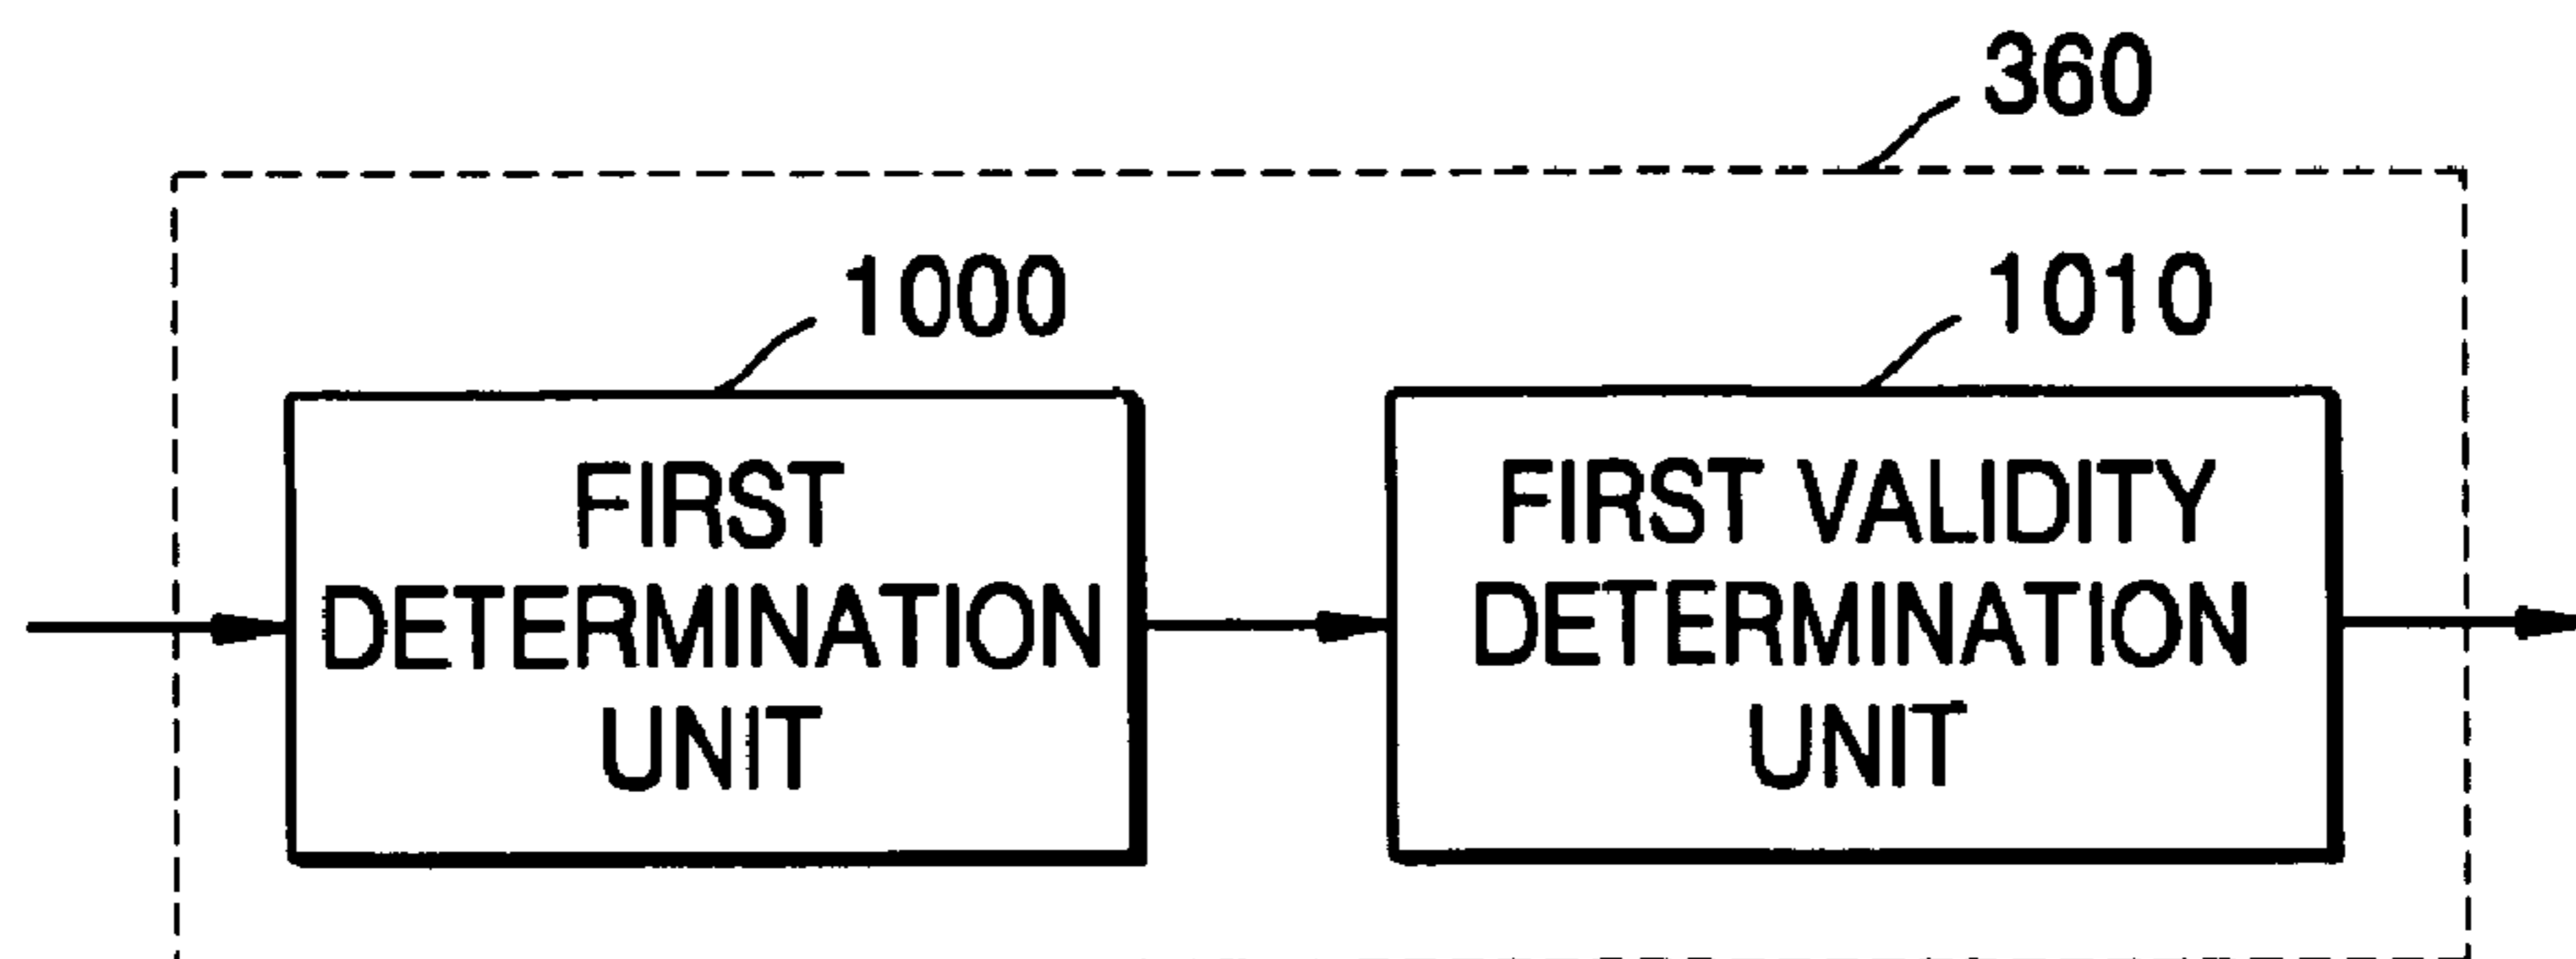 360
1000
1010
FIRST
DETERMINATION
UNIT
FIRST VALIDITY
DETERMINATION
UNIT